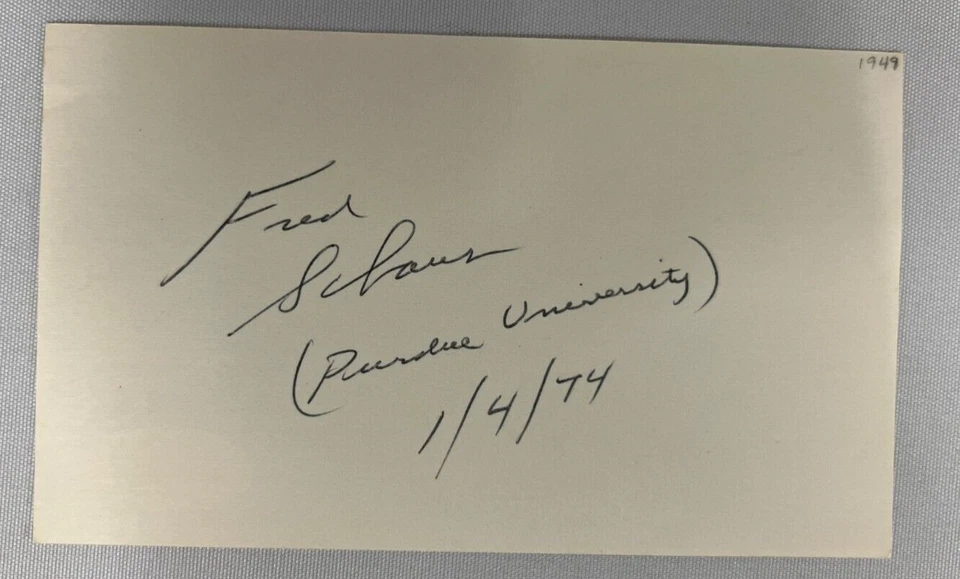 1949
Fred
Schaus
(Purdue University)
1/4/74